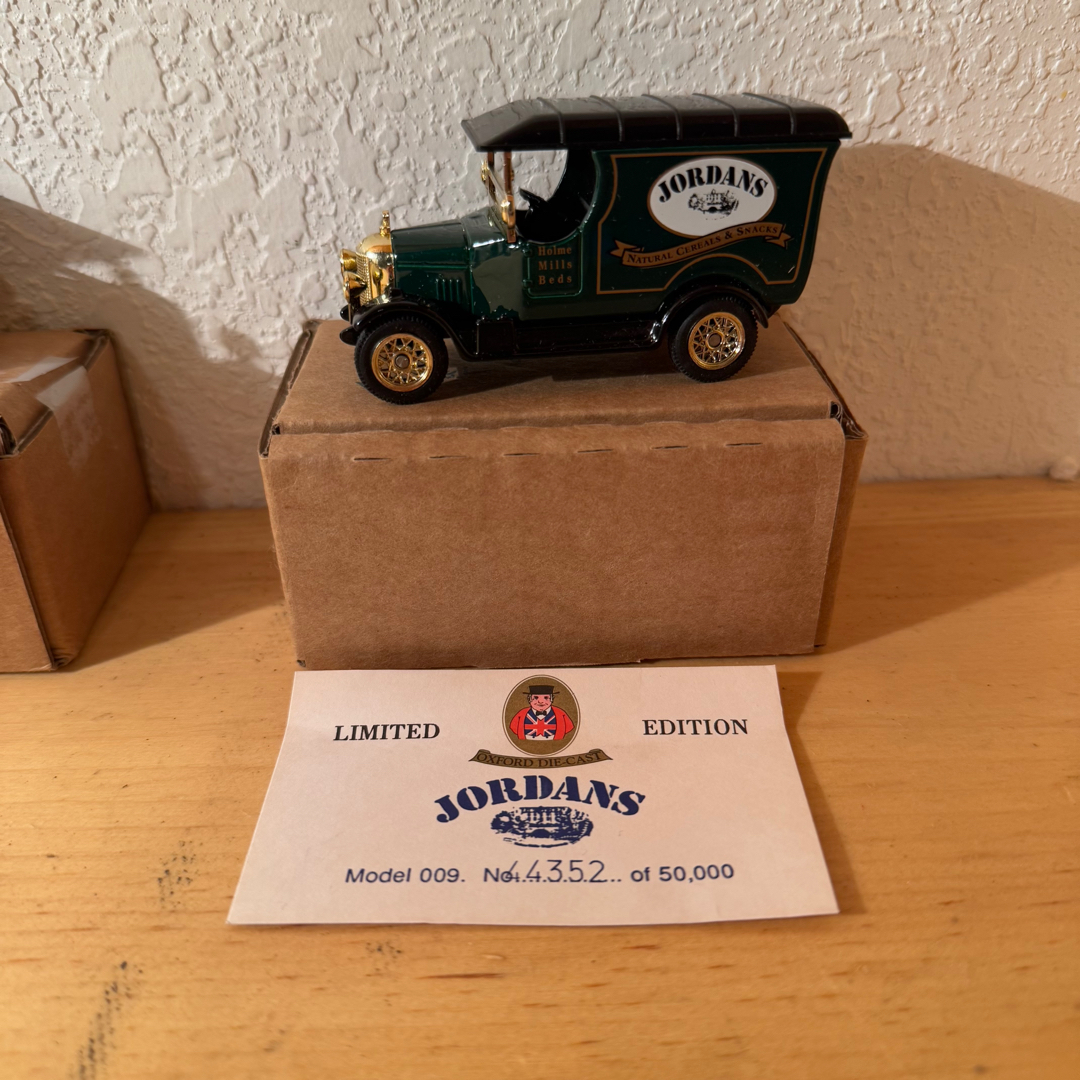 JORDANS
NATURAL CEREALS & SNACKS
Holme
Mills
Beds
LIMITED EDITION
OXFORD DIE-CAST
JORDANS
Model 009. No. 44352 of 50,000